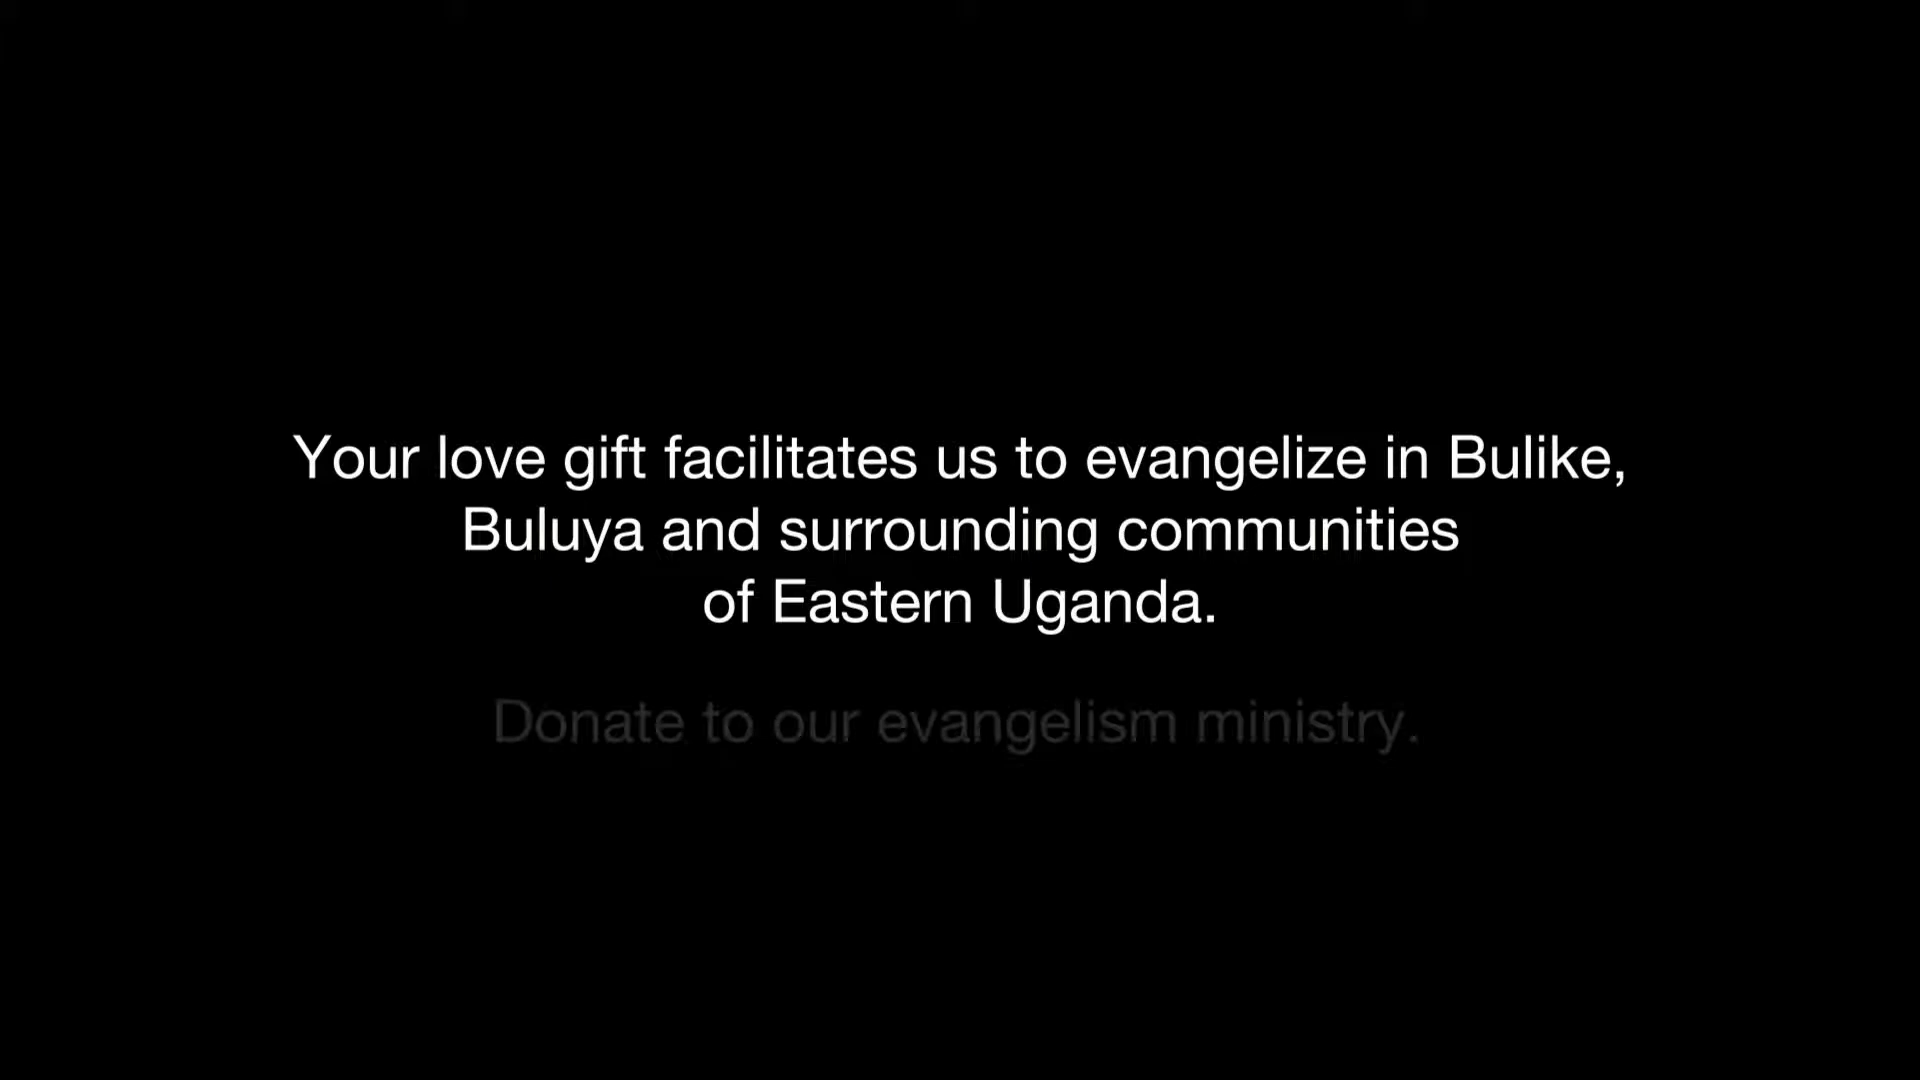 Your love gift facilitates us to evangelize in Bulike,
Buluya and surrounding communities
of Eastern Uganda.
Donate to our evangelism ministry.